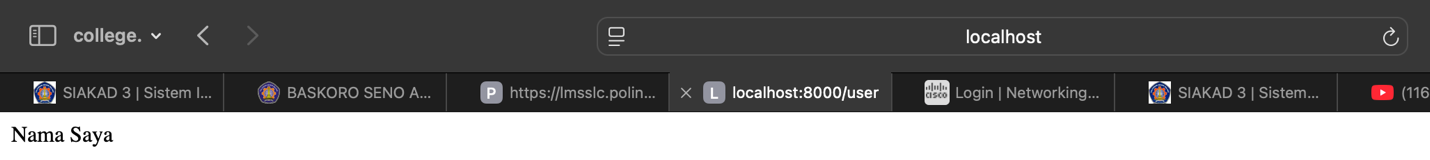 college.
localhost
SIAKAD 3 | Sistem I...
BASKORO SENO A...
P
https://lmsslc.polin...
L
localhost:8000/user
CISCO
Login | Networking...
SIAKAD 3 | Sistem...
(116
Nama Saya